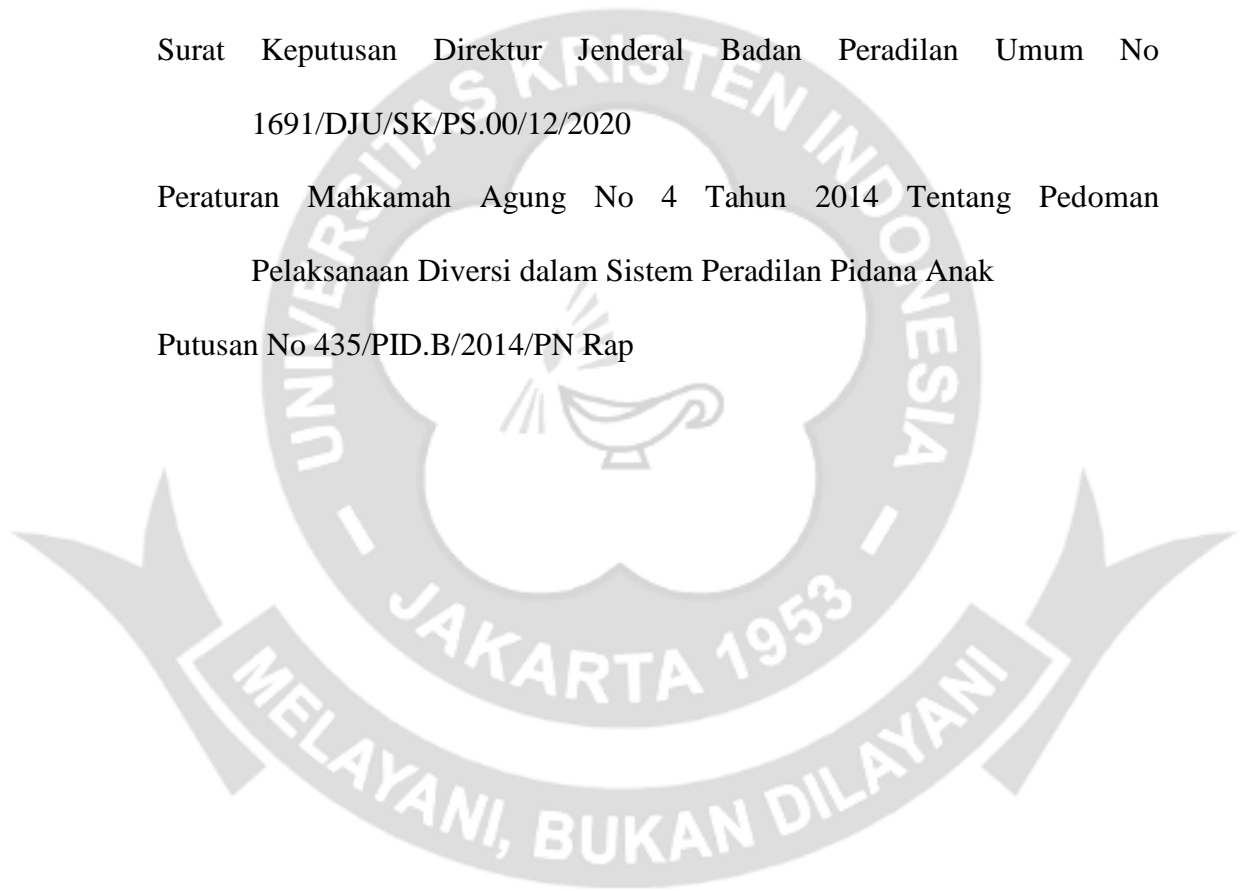 Surat Keputusan Direktur Jenderal Badan Peradilan Umum No
1691/DJU/SK/PS.00/12/2020
Peraturan Mahkamah Agung No 4 Tahun 2014 Tentang Pedoman
Pelaksanaan Diversi dalam Sistem Peradilan Pidana Anak
Putusan No 435/PID.B/2014/PN Rap
UNIVERSITAS KRISTEN INDONESIA
- JAKARTA 1953 -
MELAYANI, BUKAN DILAYANI